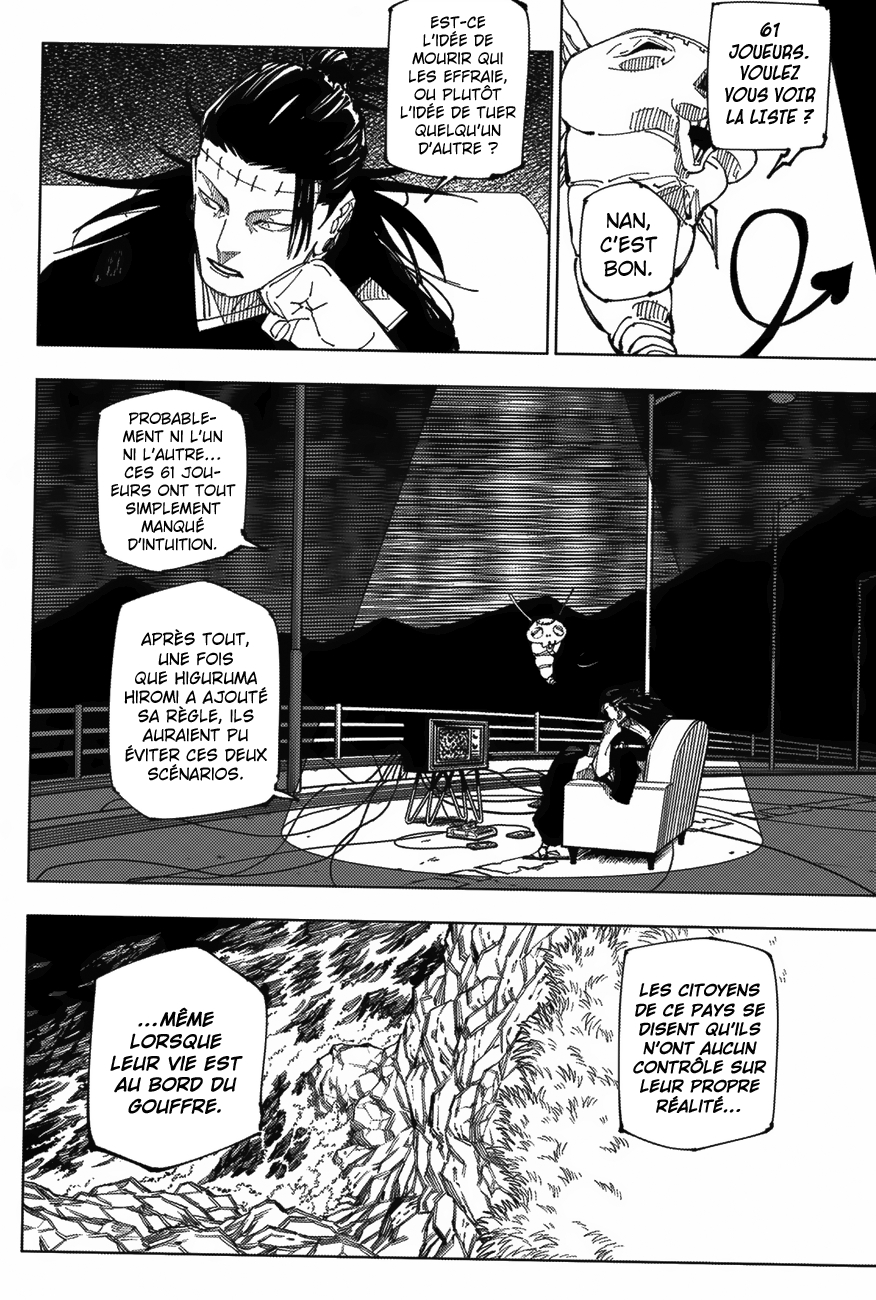 61
JOUEURS.
VOULEZ
VOUS VOIR
LA LISTE ?
NAN,
C'EST
BON.
EST-CE
L'IDÉE DE
MOURIR QUI
LES EFFRAIE,
OU PLUTÔT
L'IDÉE DE TUER
QUELQU'UN
D'AUTRE ?
PROBABLE-
MENT NI L'UN
NI L'AUTRE...
CES 61 JOU-
EURS ONT TOUT
SIMPLEMENT
MANQUÉ
D'INTUITION.
APRÈS TOUT,
UNE FOIS
QUE HIGURUMA
HIROMI A AJOUTÉ
SA RÈGLE, ILS
AURAIENT PU
ÉVITER CES DEUX
SCÉNARIOS.
LES CITOYENS
DE CE PAYS SE
DISENT QU'ILS
N'ONT AUCUN
CONTRÔLE SUR
LEUR PROPRE
RÉALITÉ...
...MÊME
LORSQUE
LEUR VIE EST
AU BORD DU
GOUFFRE.